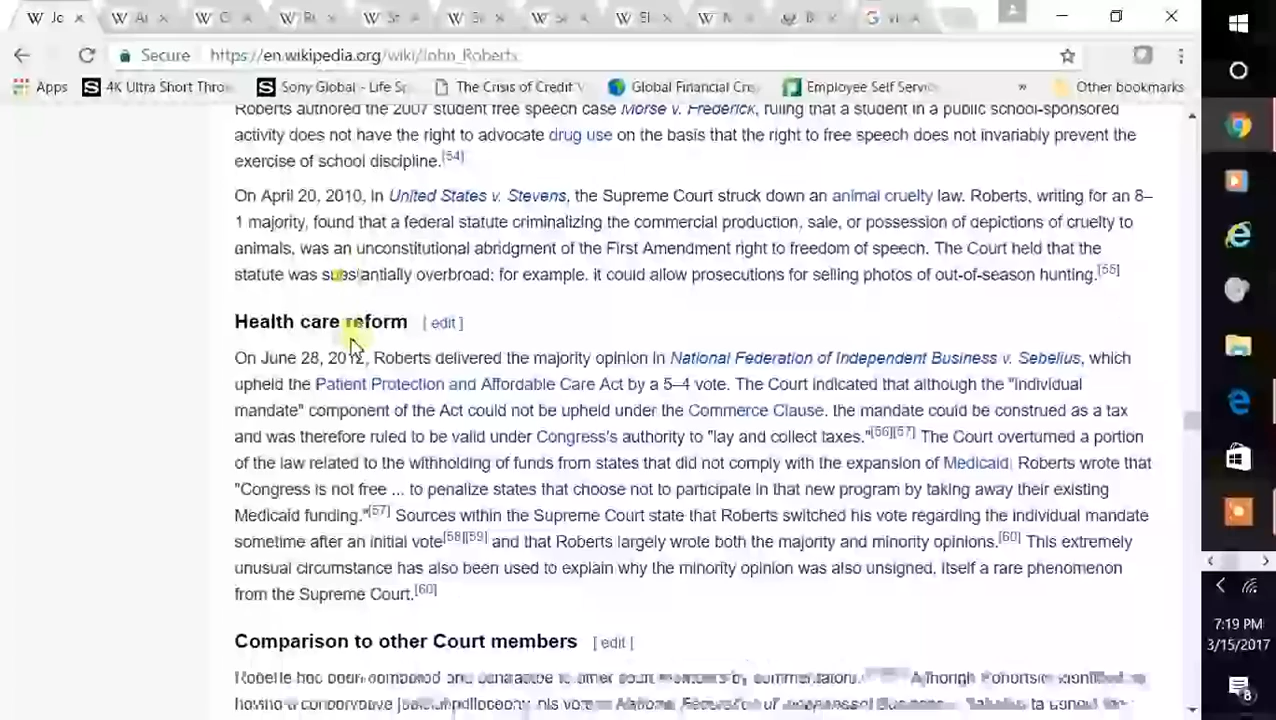 Secure https://en.wikipedia.org/wiki/John_Roberts
Apps 4K Ultra Short Thro Sony Global - Life Sp The Crisis of Credit V Global Financial Cris Employee Self Servic » Other bookmarks
Roberts authored the 2007 student free speech case Morse v. Frederick, ruling that a student in a public school-sponsored
activity does not have the right to advocate drug use on the basis that the right to free speech does not invariably prevent the
exercise of school discipline.[54]
On April 20, 2010, in United States v. Stevens, the Supreme Court struck down an animal cruelty law. Roberts, writing for an 8–
1 majority, found that a federal statute criminalizing the commercial production, sale, or possession of depictions of cruelty to
animals, was an unconstitutional abridgment of the First Amendment right to freedom of speech. The Court held that the
statute was substantially overbroad; for example, it could allow prosecutions for selling photos of out-of-season hunting.[55]
Health care reform [ edit ]
On June 28, 2012, Roberts delivered the majority opinion in National Federation of Independent Business v. Sebelius, which
upheld the Patient Protection and Affordable Care Act by a 5–4 vote. The Court indicated that although the "individual
mandate" component of the Act could not be upheld under the Commerce Clause, the mandate could be construed as a tax
and was therefore ruled to be valid under Congress's authority to "lay and collect taxes."[56][57] The Court overturned a portion
of the law related to the withholding of funds from states that did not comply with the expansion of Medicaid; Roberts wrote that
"Congress is not free ... to penalize states that choose not to participate in that new program by taking away their existing
Medicaid funding."[57] Sources within the Supreme Court state that Roberts switched his vote regarding the individual mandate
sometime after an initial vote[58][59] and that Roberts largely wrote both the majority and minority opinions.[60] This extremely
unusual circumstance has also been used to explain why the minority opinion was also unsigned, itself a rare phenomenon
from the Supreme Court.[60]
Comparison to other Court members [ edit ]
7:19 PM
3/15/2017
8